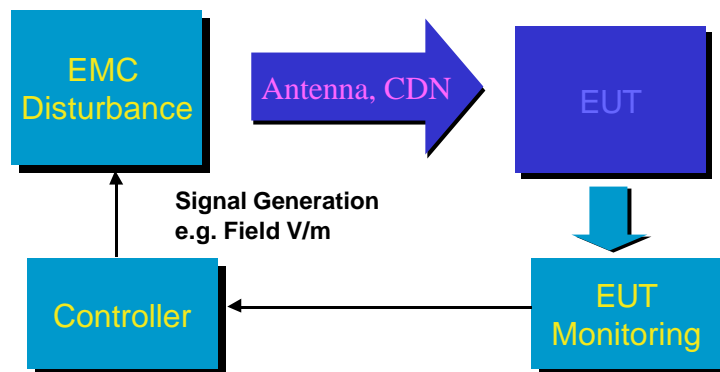 EMC
Disturbance
Antenna, CDN
EUT
Signal Generation
e.g. Field V/m
Controller
EUT
Monitoring